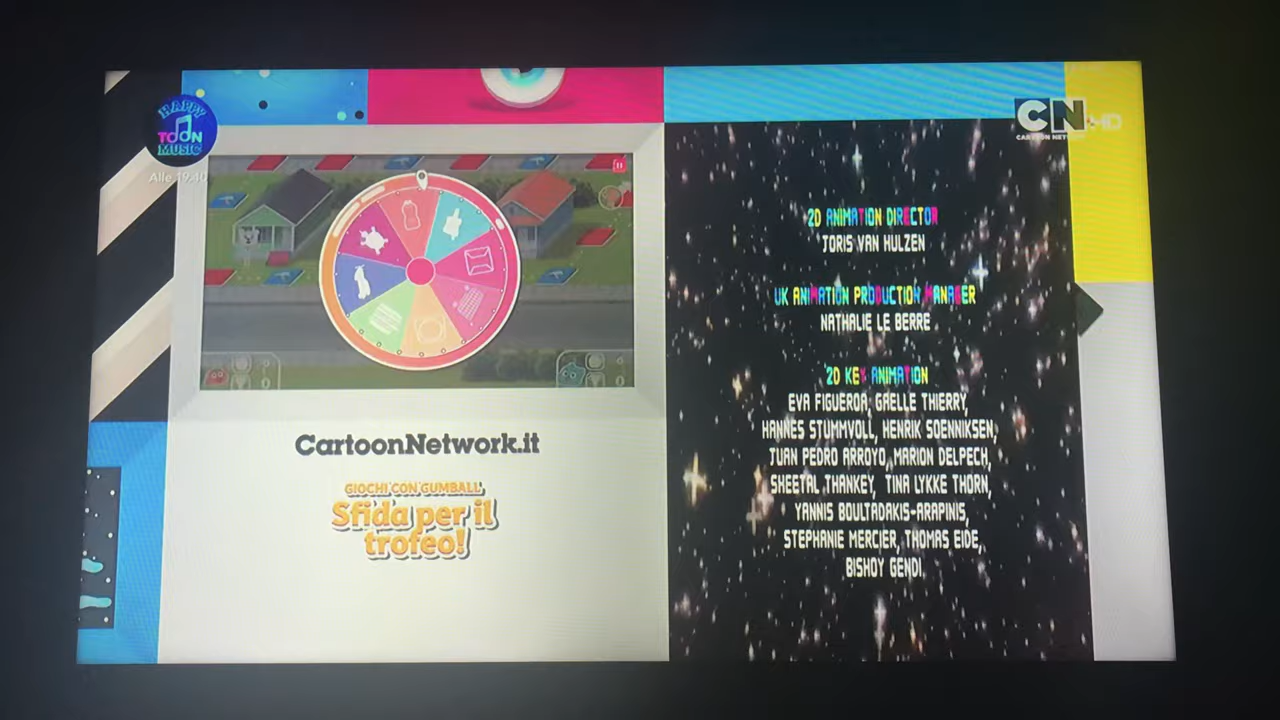 HAPPY
TOON
MUSIC
Alle 19:40
CN HD
CARTOON NETWORK
CartoonNetwork.it
GIOCHI CON GUMBALL
Sfida per il
trofeo!
2D ANIMATION DIRECTOR
JORIS VAN HULZEN
UK ANIMATION PRODUCTION MANAGER
NATHALIE LE BERRE
2D KEY ANIMATION
EVA FIGUEROA, GAELLE THIERRY,
HANNES STUMMVOLL, HENRIK SOENNIKSEN,
JUAN PEDRO ARROYO, MARION DELPECH,
SHEETAL THANKEY, TINA LYKKE THORN,
YANNIS BOULTADAKIS-ARAPINIS,
STEPHANIE MERCIER, THOMAS EIDE,
BISHOY GENDI